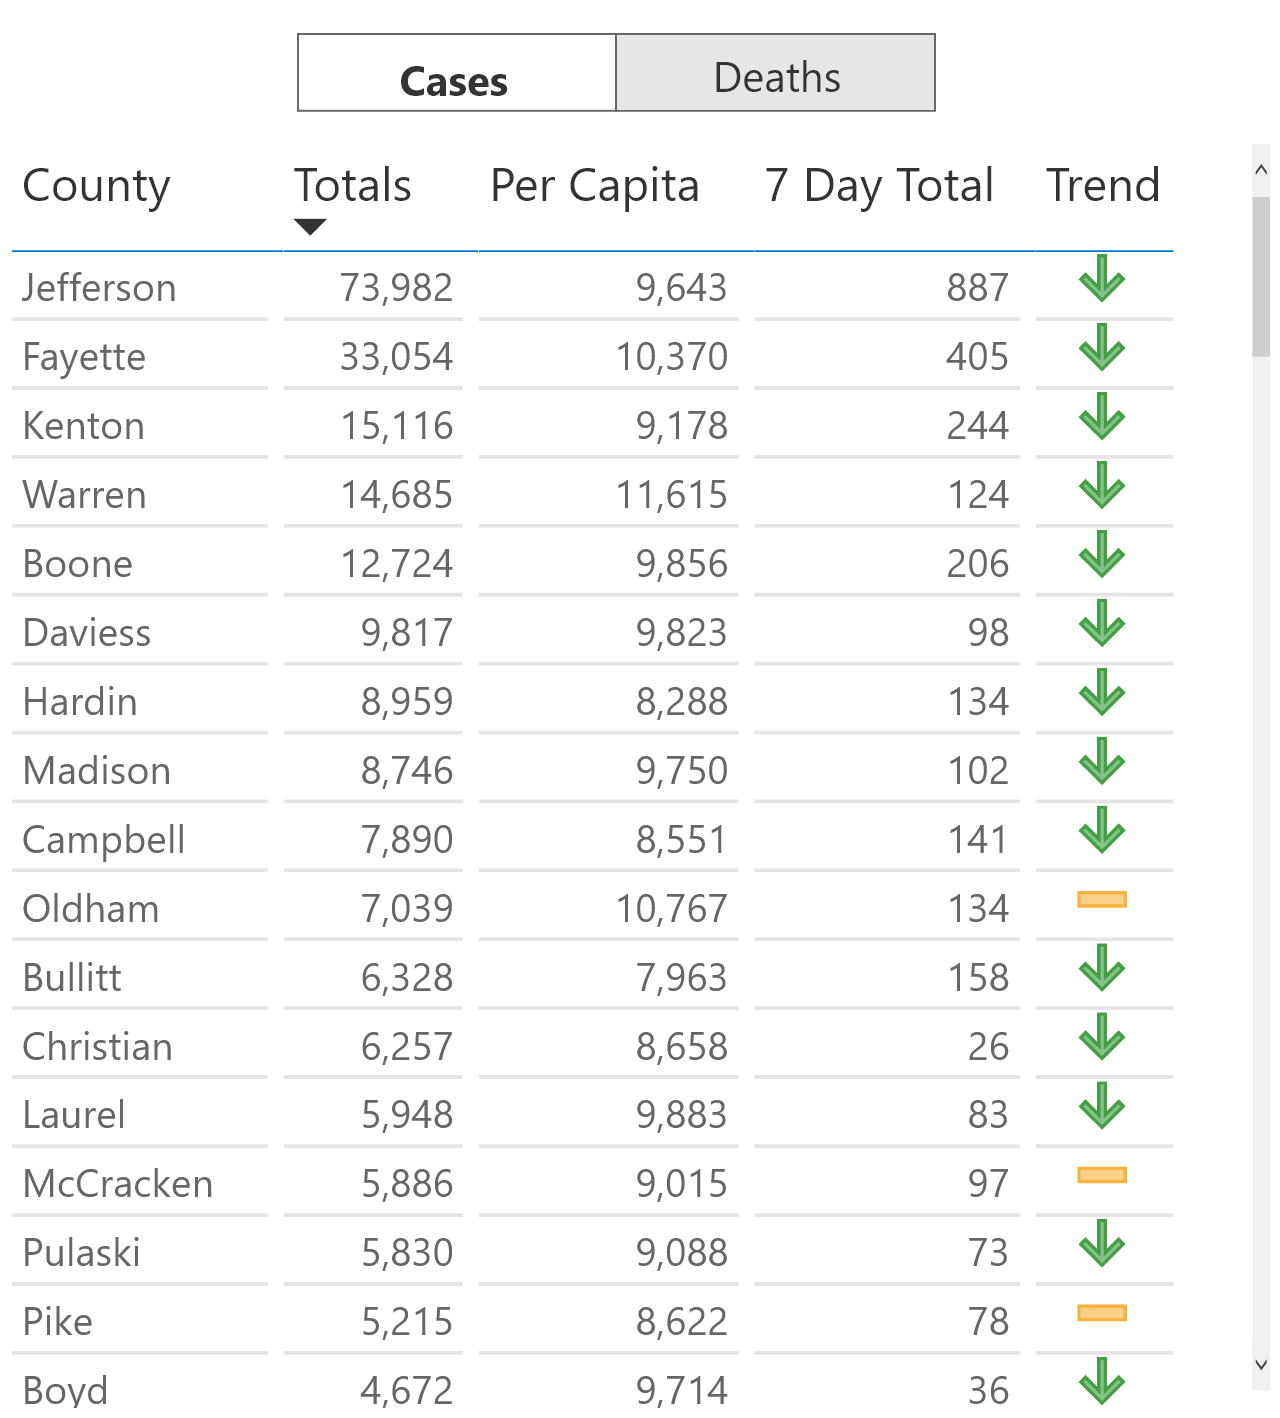 Cases Deaths
County Totals Per Capita 7 Day Total Trend
Jefferson 73,982 9,643 887
Fayette 33,054 10,370 405
Kenton 15,116 9,178 244
Warren 14,685 11,615 124
Boone 12,724 9,856 206
Daviess 9,817 9,823 98
Hardin 8,959 8,288 134
Madison 8,746 9,750 102
Campbell 7,890 8,551 141
Oldham 7,039 10,767 134
Bullitt 6,328 7,963 158
Christian 6,257 8,658 26
Laurel 5,948 9,883 83
McCracken 5,886 9,015 97
Pulaski 5,830 9,088 73
Pike 5,215 8,622 78
Boyd 4,672 9,714 36